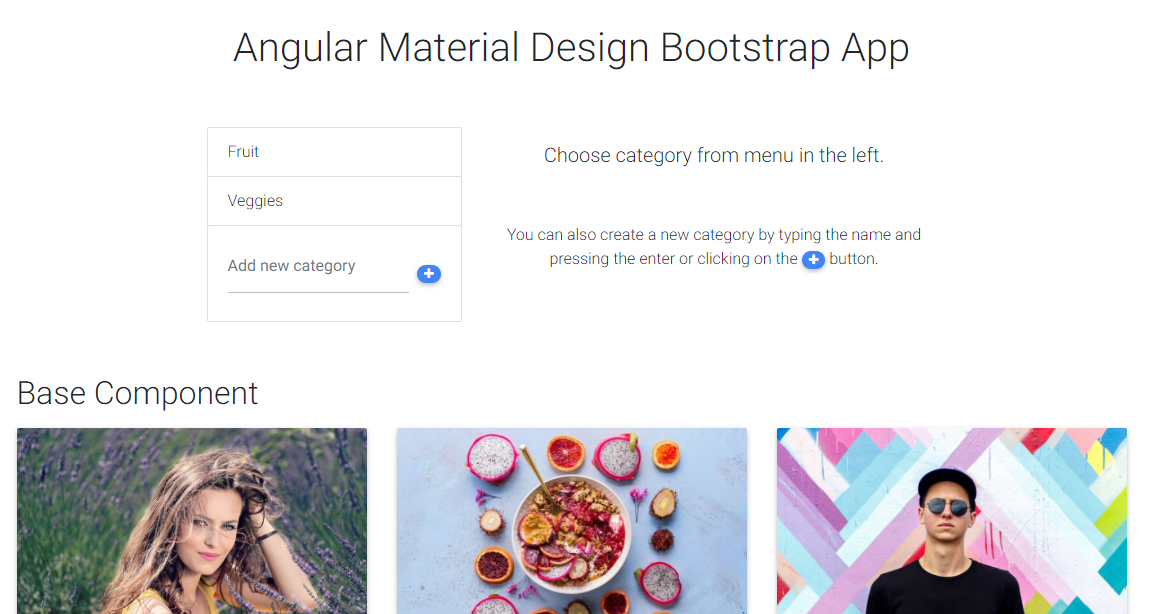 Angular Material Design Bootstrap App
Fruit
Veggies
Add new category
Choose category from menu in the left.
You can also create a new category by typing the name and
pressing the enter or clicking on the + button.
Base Component